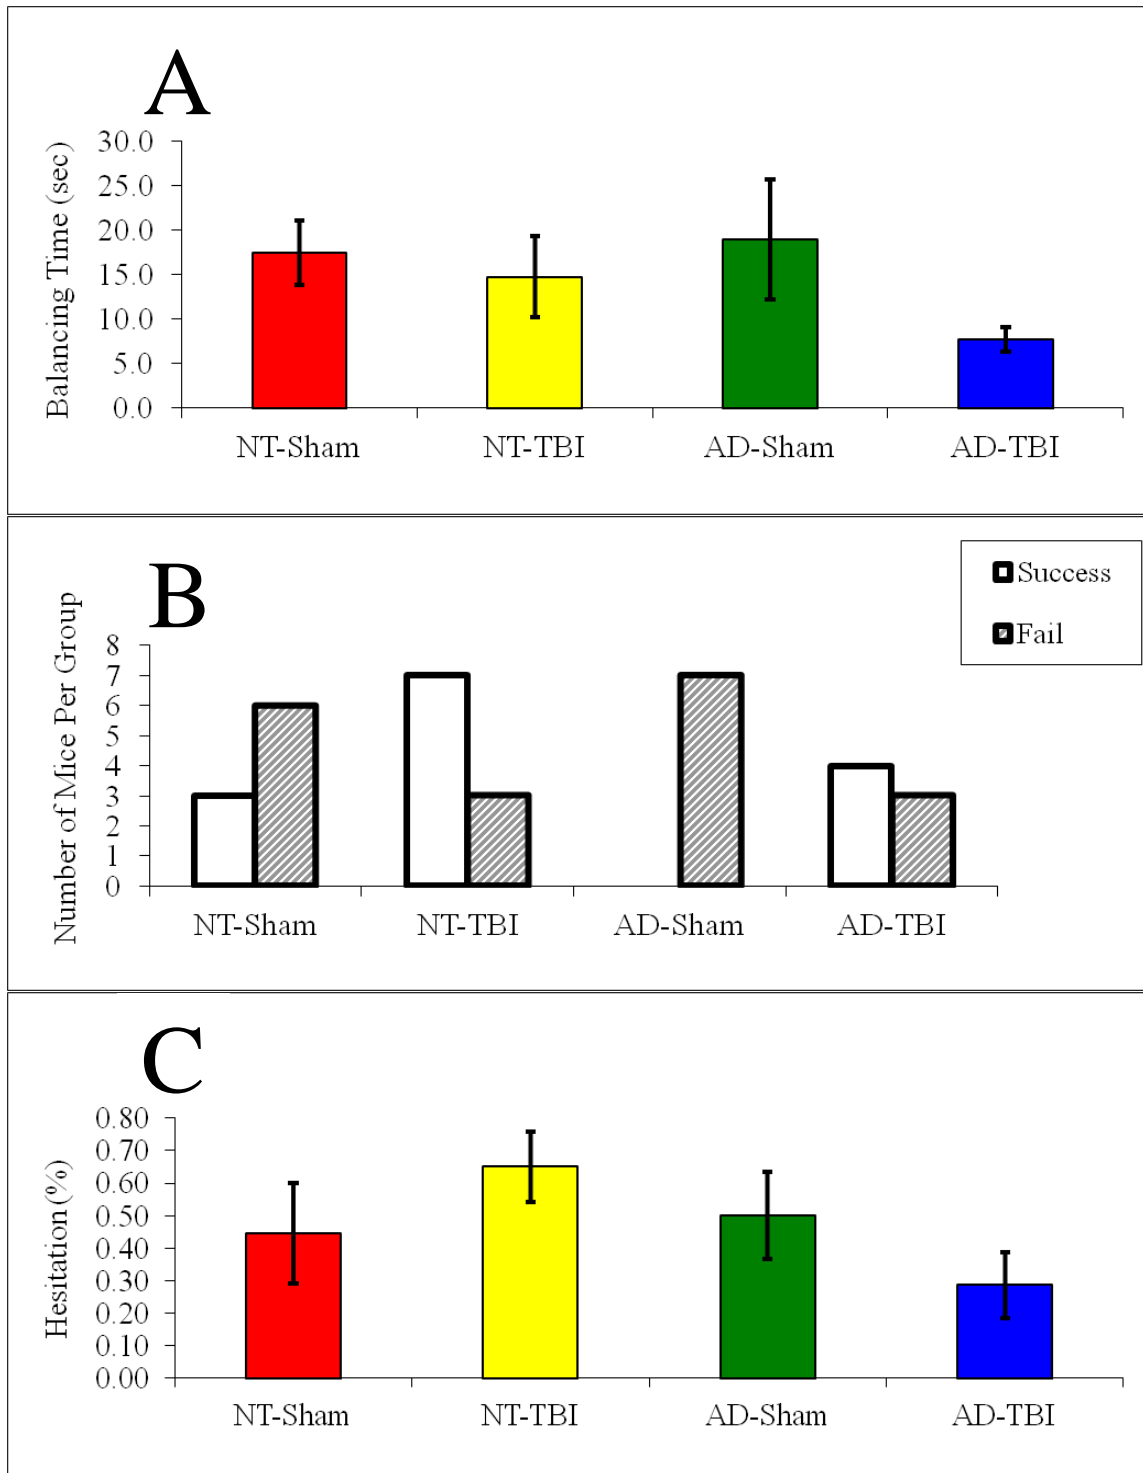 A
Balancing Time (sec)
30.0
25.0
20.0
15.0
10.0
5.0
0.0
NT-Sham NT-TBI AD-Sham AD-TBI
B
Success
Fail
Number of Mice Per Group
8
7
6
5
4
3
2
1
0
NT-Sham NT-TBI AD-Sham AD-TBI
C
Hesitation (%)
0.80
0.70
0.60
0.50
0.40
0.30
0.20
0.10
0.00
NT-Sham NT-TBI AD-Sham AD-TBI